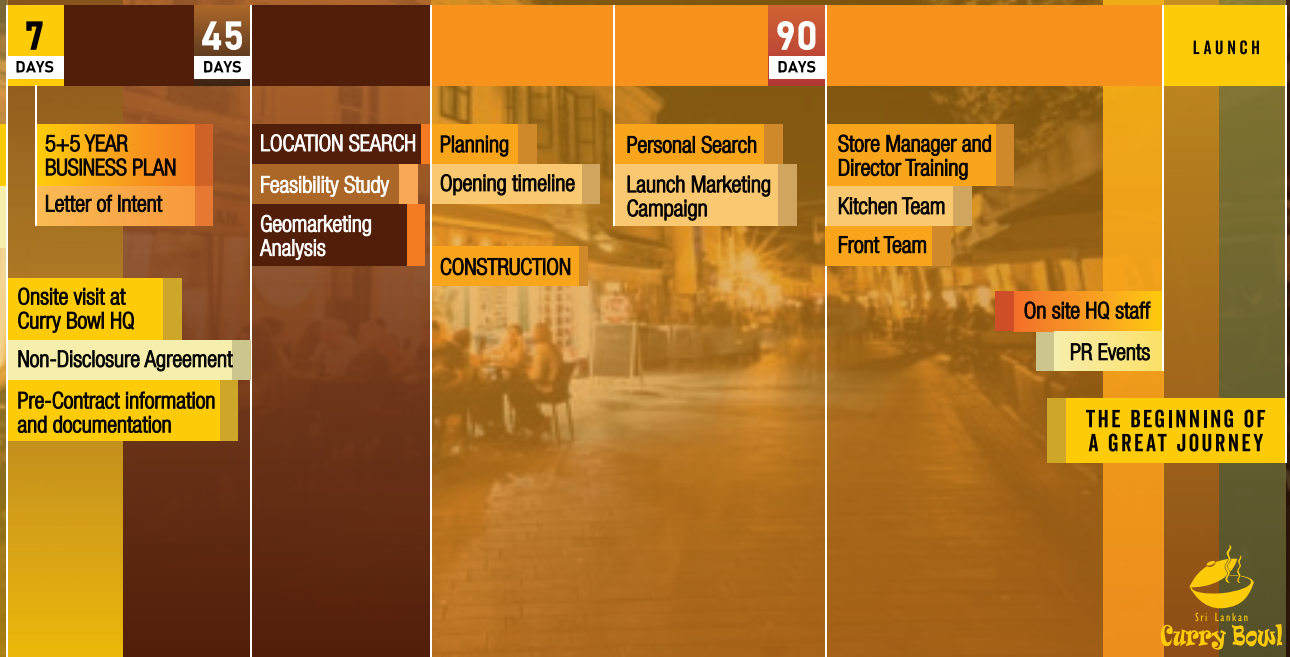 7
DAYS
45
DAYS
90
DAYS
LAUNCH
5+5 YEAR
BUSINESS PLAN
Letter of Intent
Onsite visit at
Curry Bowl HQ
Non-Disclosure Agreement
Pre-Contract information
and documentation
LOCATION SEARCH
Feasibility Study
Geomarketing
Analysis
Planning
Opening timeline
CONSTRUCTION
Personal Search
Launch Marketing
Campaign
Store Manager and
Director Training
Kitchen Team
Front Team
On site HQ staff
PR Events
THE BEGINNING OF
A GREAT JOURNEY
Sri Lankan
Curry Bowl